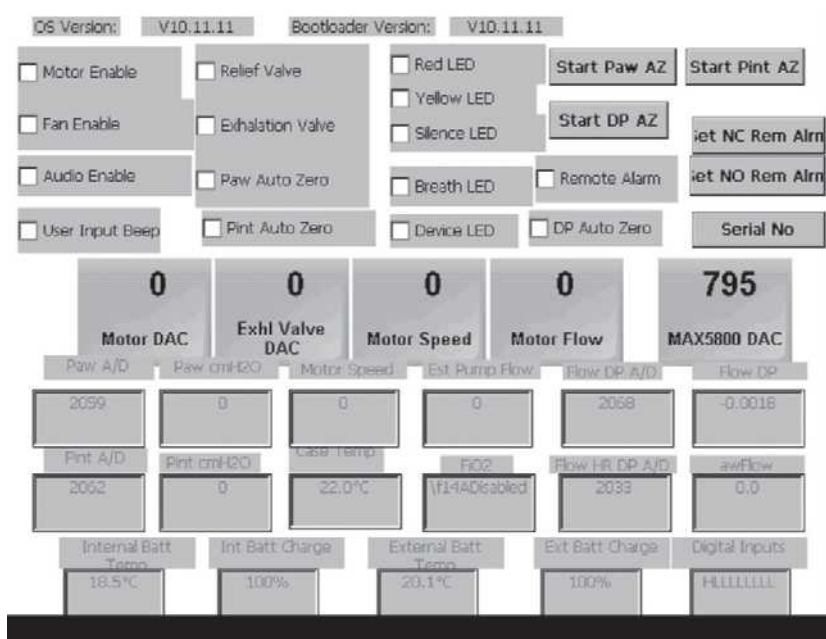 OS Version: V10.11.11 Bootloader Version: V10.11.11
Motor Enable Relief Valve Red LED Start Paw AZ Start Pint AZ
Yellow LED
Fan Enable Exhalation Valve Silence LED Start DP AZ
Set NC Rem Alrm
Audio Enable Paw Auto Zero Breath LED Remote Alarm Set NO Rem Alrm
User Input Beep Pint Auto Zero Device LED DP Auto Zero Serial No
0 0 0 0 795
Motor DAC Exhl Valve Motor Speed Motor Flow MAX5800 DAC
DAC
Paw A/D Paw cmH2O Motor Speed Est Pump Flow Flow DP A/D Flow DP
2059 0 0 0 2068 -0.0018
Pint A/D Pint cmH2O Case Temp FiO2 Flow HR DP A/D awFlow
2062 0 22.0°C \f14ADisabled 2033 0.0
Internal Batt Int Batt Charge External Batt Ext Batt Charge Digital Inputs
Temp Temp
18.5°C 100% 20.1°C 100% HLLLLLLL